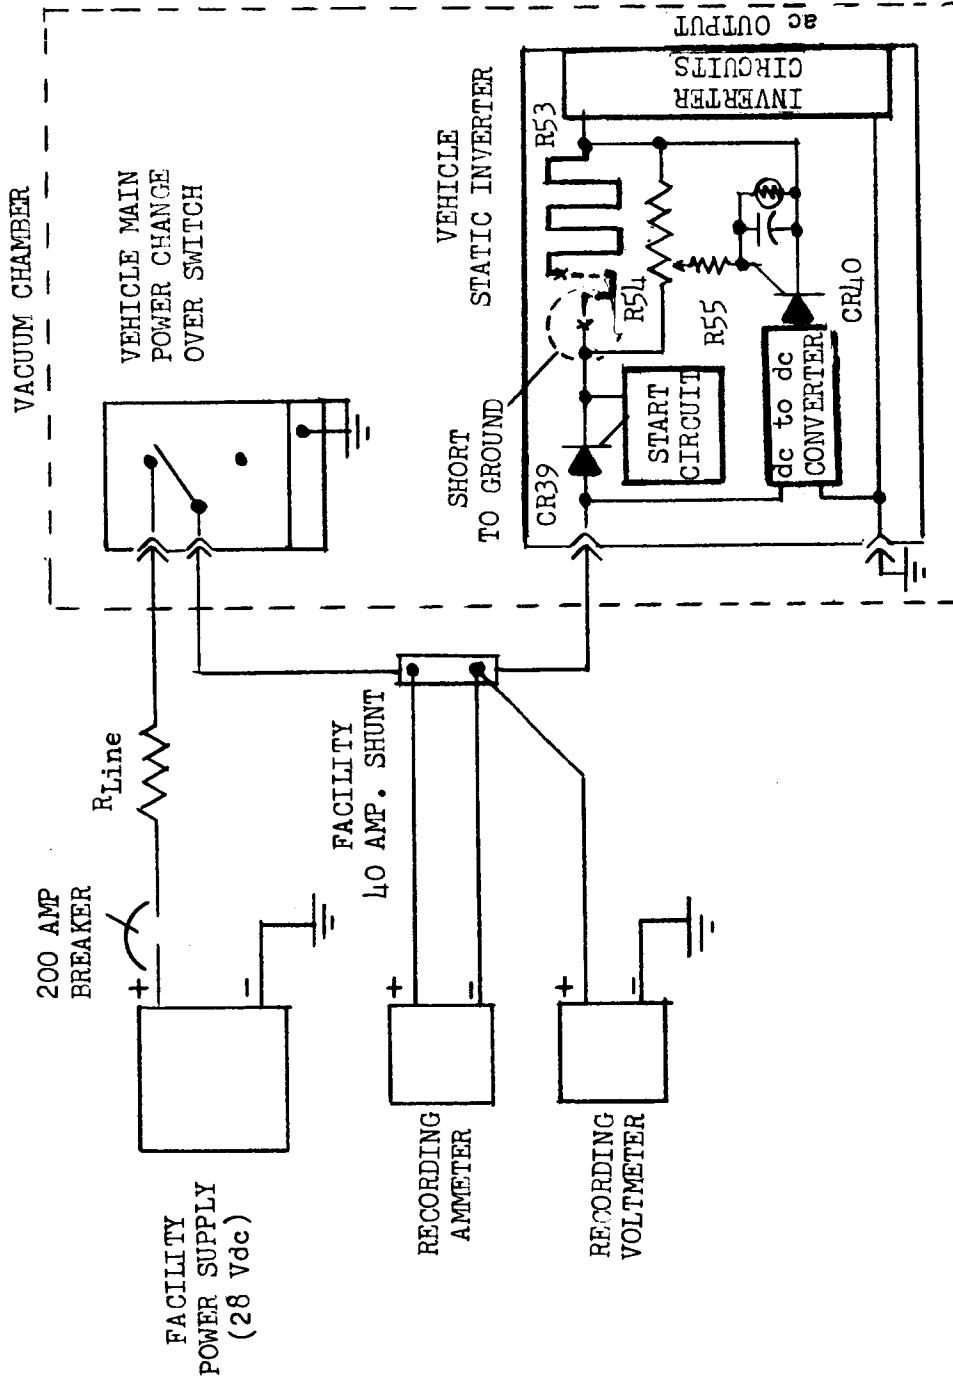 VACUUM CHAMBER
VEHICLE MAIN
POWER CHANGE
OVER SWITCH
R Line
200 AMP
BREAKER
+
-
FACILITY
POWER SUPPLY
(28 Vdc)
FACILITY
40 AMP. SHUNT
+
-
RECORDING
AMMETER
+
-
RECORDING
VOLTMETER
VEHICLE
STATIC INVERTER
SHORT
TO GROUND
CR39
START
CIRCUIT
R53
R54
R55
CR40
dc to dc
CONVERTER
INVERTER
CIRCUITS
ac OUTPUT